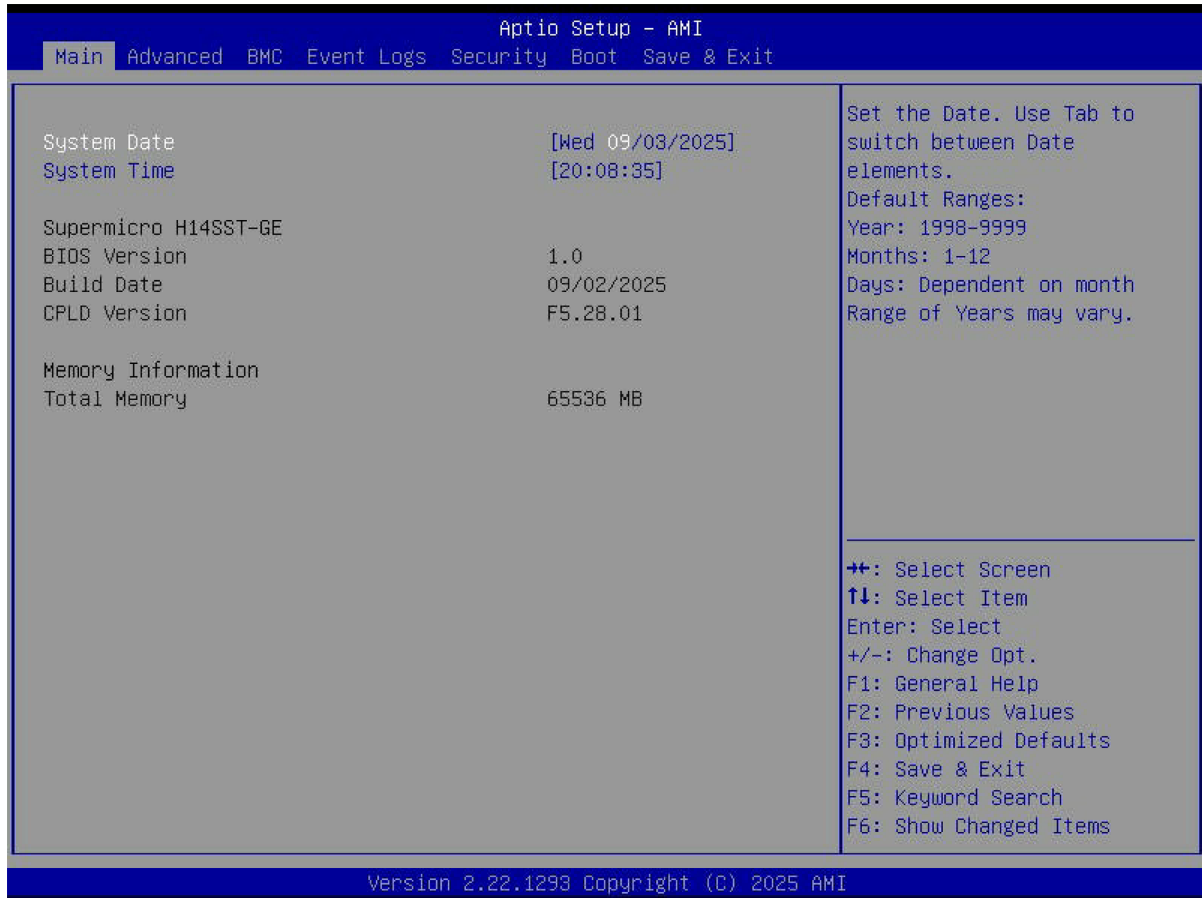 Aptio Setup – AMI
Main Advanced BMC Event Logs Security Boot Save & Exit
System Date [Wed 09/03/2025]
System Time [20:08:35]
Supermicro H14SST-GE
BIOS Version 1.0
Build Date 09/02/2025
CPLD Version F5.28.01
Memory Information
Total Memory 65536 MB
Set the Date. Use Tab to
switch between Date
elements.
Default Ranges:
Year: 1998-9999
Months: 1-12
Days: Dependent on month
Range of Years may vary.
→←: Select Screen
↑↓: Select Item
Enter: Select
+/-: Change Opt.
F1: General Help
F2: Previous Values
F3: Optimized Defaults
F4: Save & Exit
F5: Keyword Search
F6: Show Changed Items
Version 2.22.1293 Copyright (C) 2025 AMI